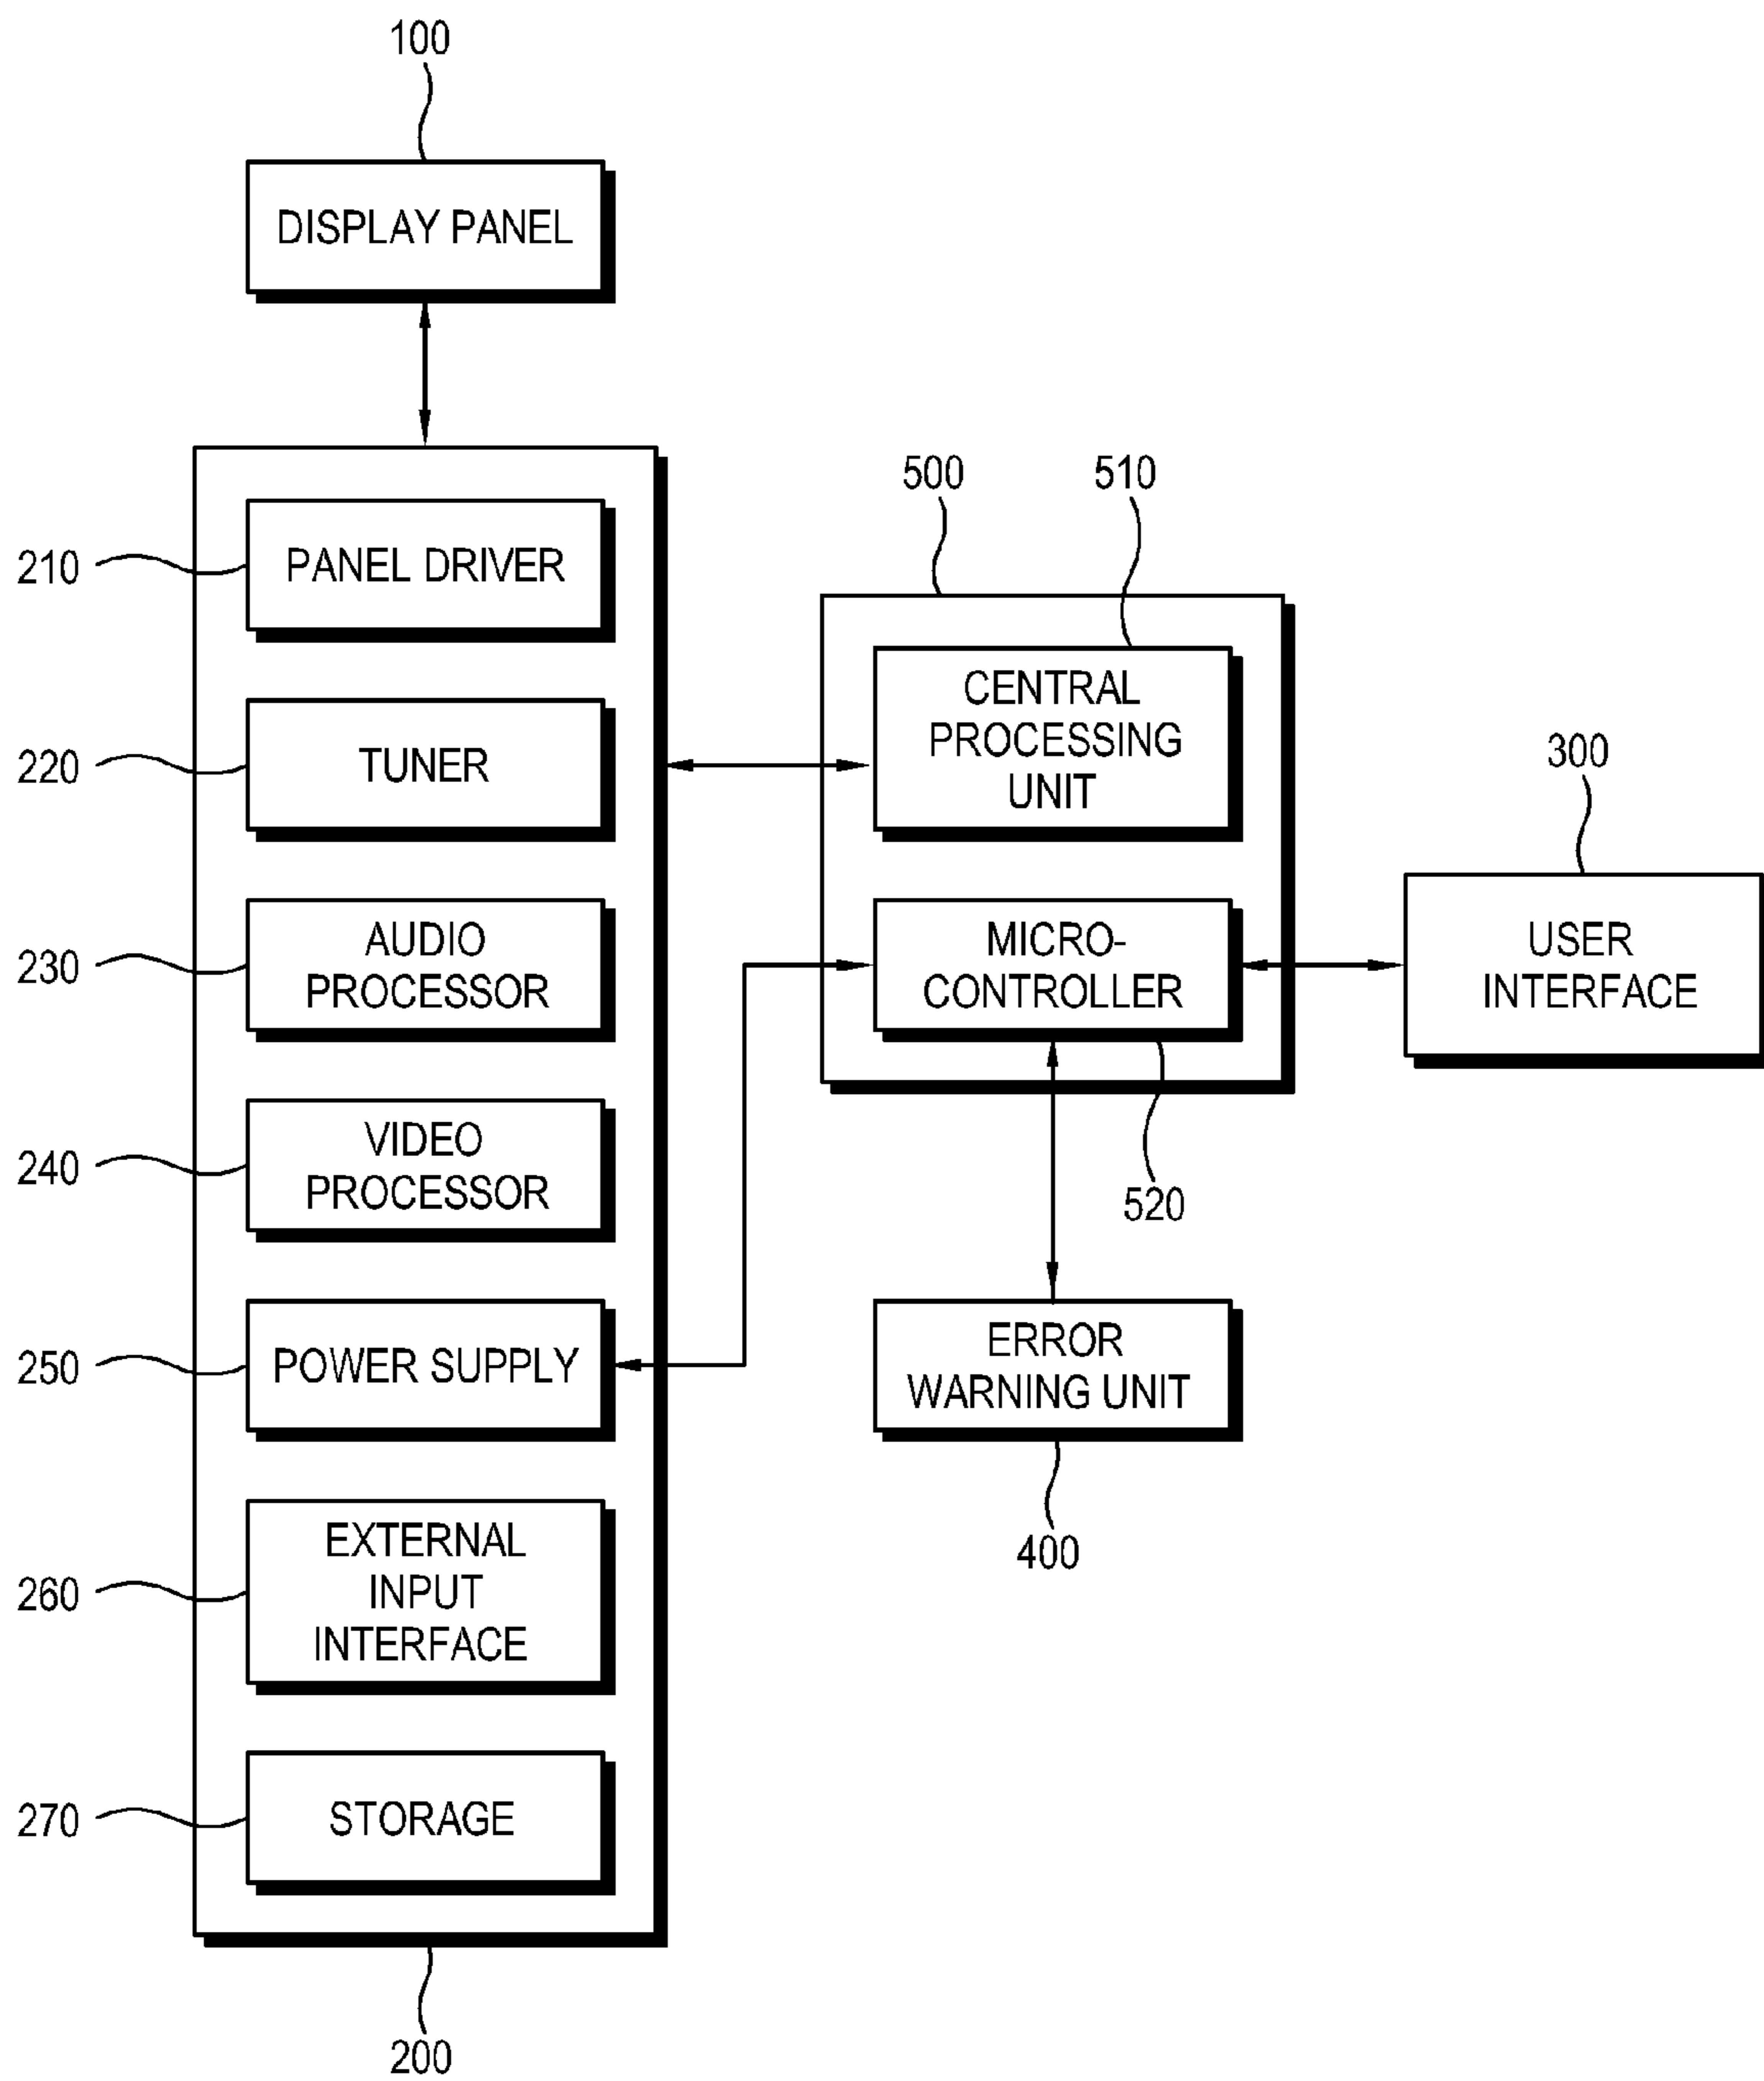 100
DISPLAY PANEL
210
PANEL DRIVER
220
TUNER
230
AUDIO
PROCESSOR
240
VIDEO
PROCESSOR
250
POWER SUPPLY
260
EXTERNAL
INPUT
INTERFACE
270
STORAGE
200
500
510
CENTRAL
PROCESSING
UNIT
MICRO-
CONTROLLER
520
ERROR
WARNING UNIT
400
300
USER
INTERFACE